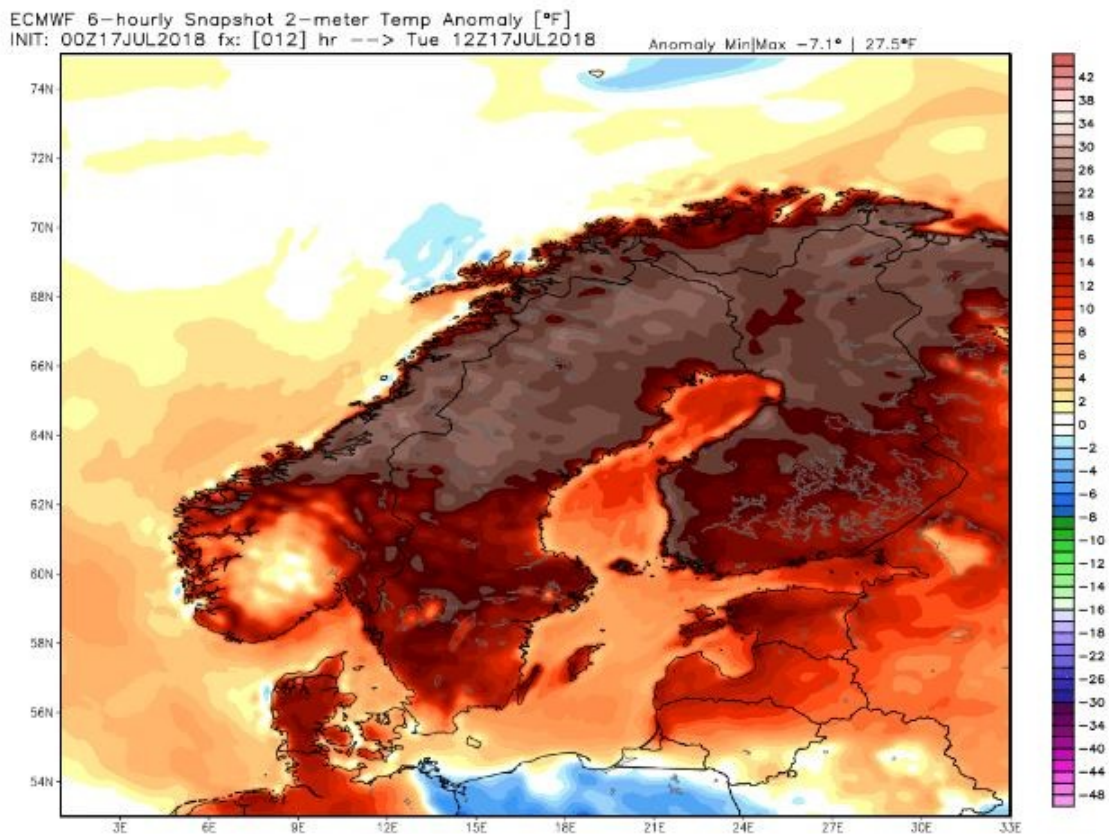 ECMWF 6-hourly Snapshot 2-meter Temp Anomaly [°F]
INIT: 00Z17JUL2018 fx: [012] hr --> Tue 12Z17JUL2018
Anomaly Min|Max -7.1° | 27.5°F
74N
72N
70N
68N
66N
64N
62N
60N
58N
56N
54N
3E
6E
9E
12E
15E
18E
21E
24E
27E
30E
33E
42
38
34
30
26
20
18
16
14
12
10
8
6
4
2
0
-2
-4
-6
-8
-10
-12
-14
-16
-18
-22
-26
-30
-34
-40
-44
-48